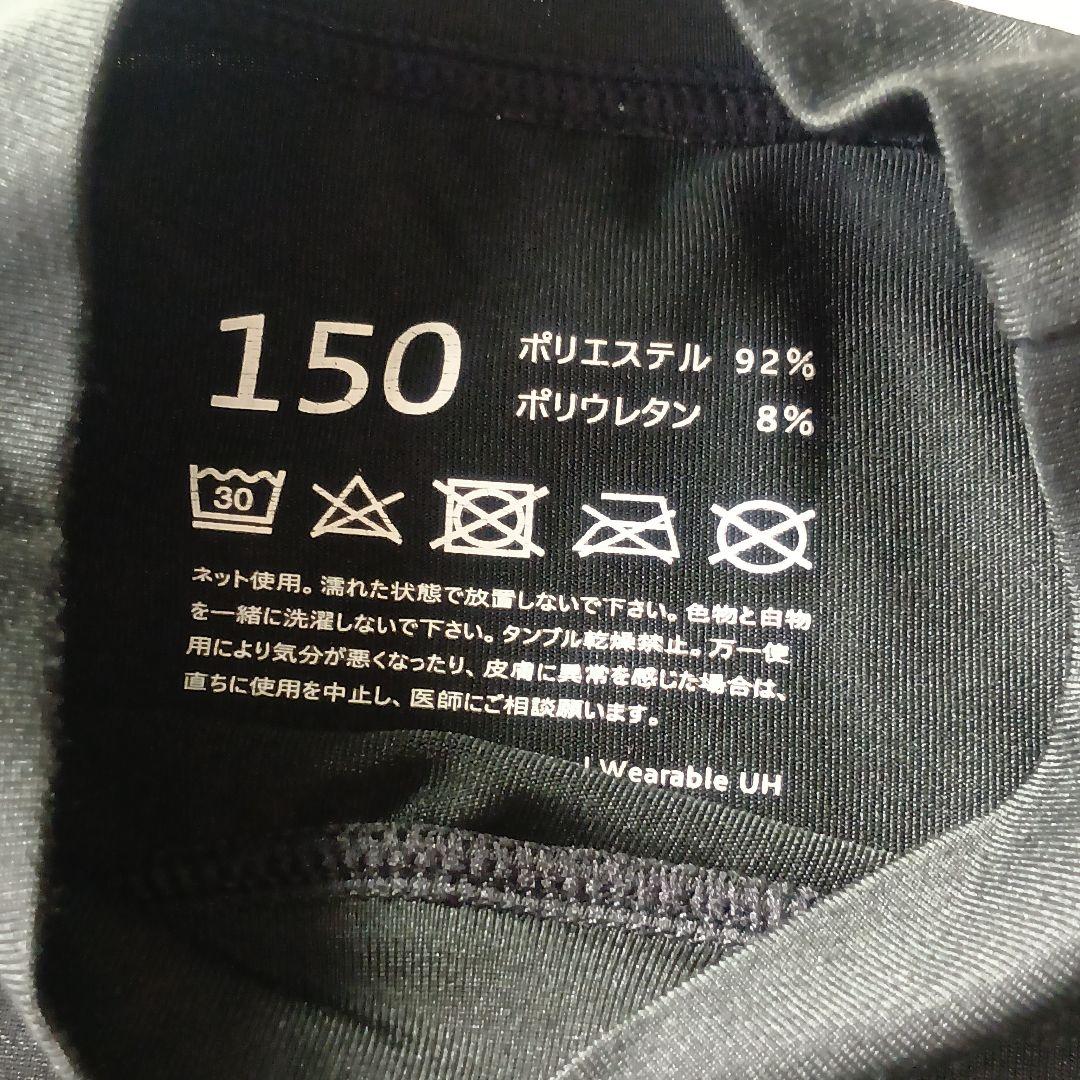 150
ポリエステル 92%
ポリウレタン 8%
30
ネット使用。濡れた状態で放置しないで下さい。色物と白物
を一緒に洗濯しないで下さい。タンブル乾燥禁止。万一使
用により気分が悪くなったり、皮膚に異常を感じた場合は、
直ちに使用を中止し、医師にご相談願います。
Wearable UH